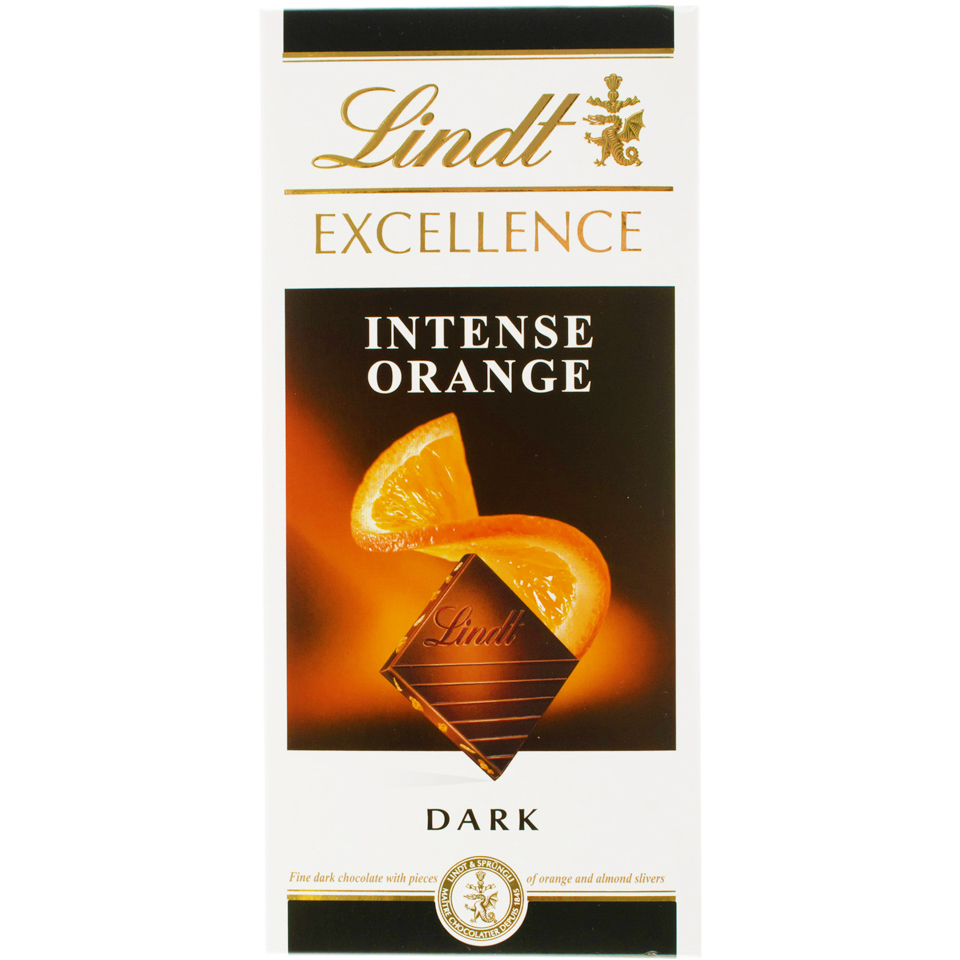 Lindt
EXCELLENCE
INTENSE
ORANGE
Lindt
DARK
Fine dark chocolate with pieces of orange and almond slivers
LINDT & SPRÜNGLI
MAÎTRE CHOCOLATIER DEPUIS 1845